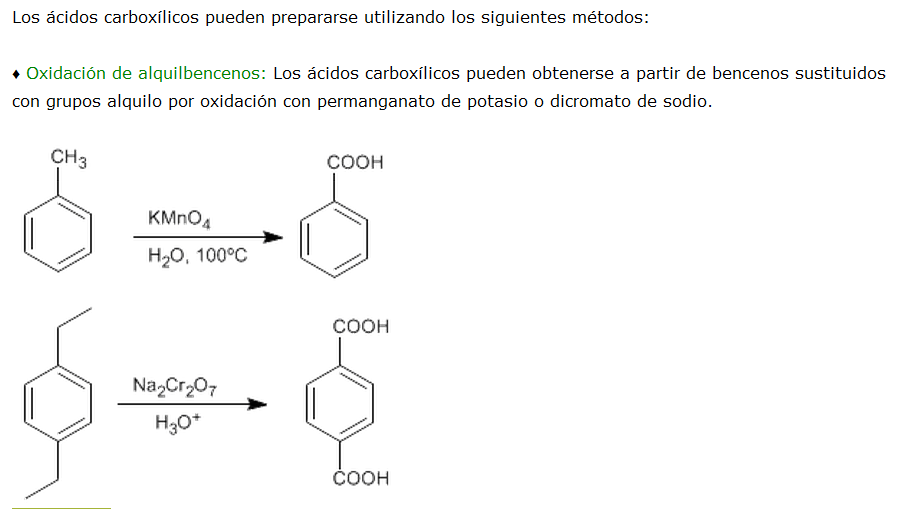 Los ácidos carboxílicos pueden prepararse utilizando los siguientes métodos:
♦ Oxidación de alquilbencenos: Los ácidos carboxílicos pueden obtenerse a partir de bencenos sustituidos
con grupos alquilo por oxidación con permanganato de potasio o dicromato de sodio.
CH₃
COOH
KMnO₄
H₂O, 100ºC
COOH
Na₂Cr₂O₇
H₃O⁺
COOH